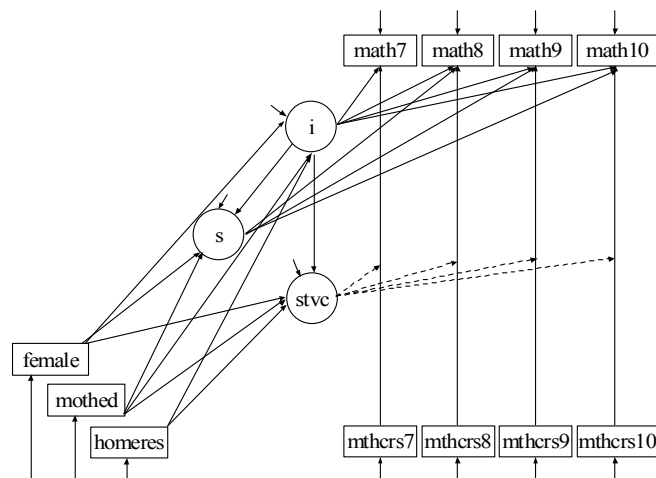 math7 math8 math9 math10
i
s
stvc
female
mothed
homeres
mthcrs7 mthcrs8 mthcrs9 mthcrs10